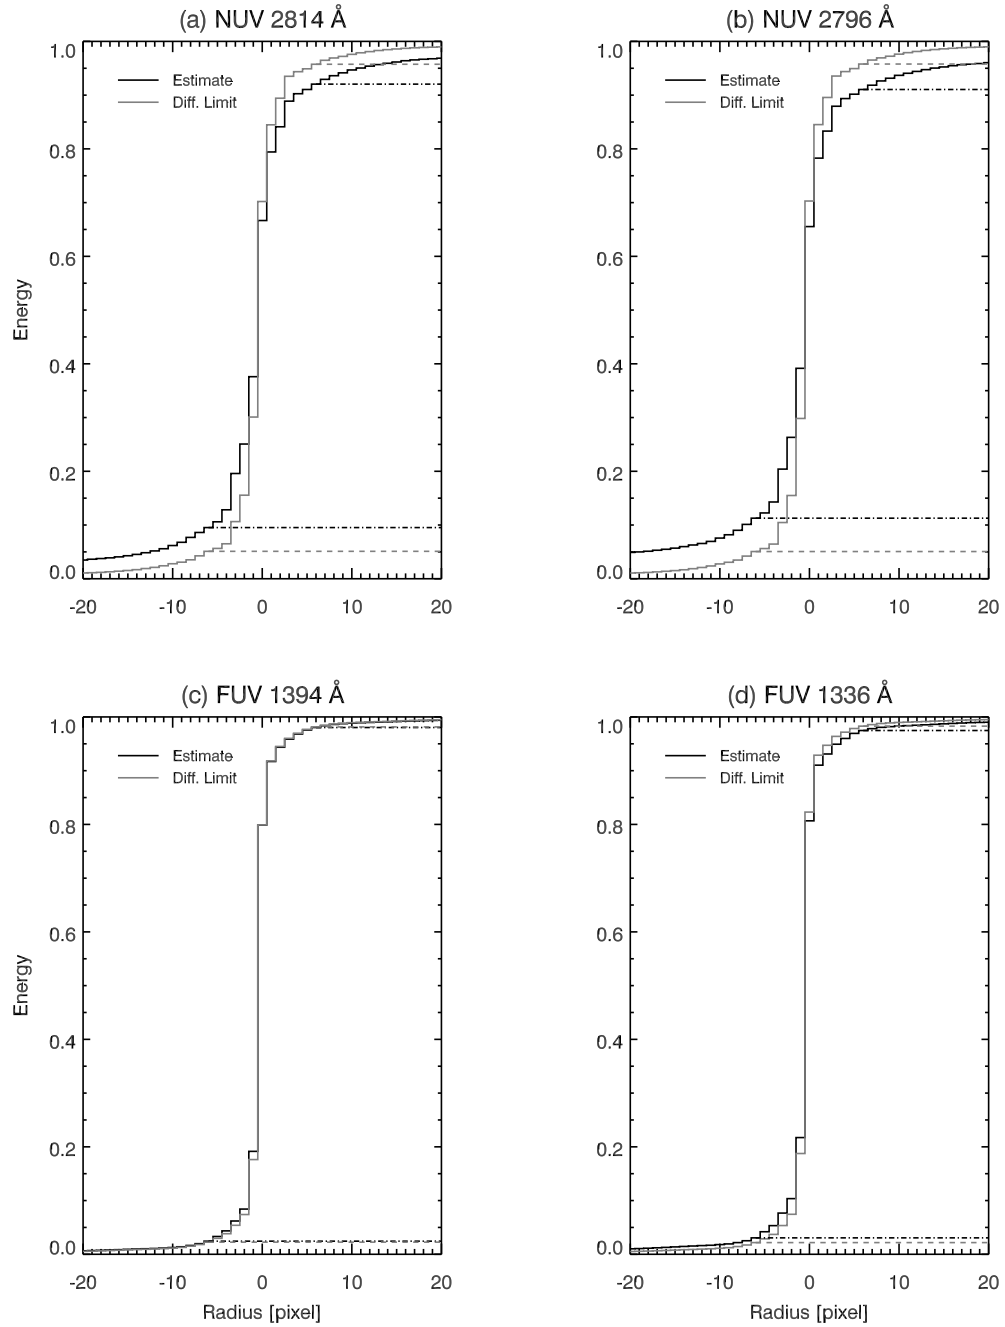 (a) NUV 2814 Å
(b) NUV 2796 Å
1.0
Estimate
Diff. Limit
0.8
0.6
Energy
0.4
0.2
0.0
-20 -10 0 10 20
1.0
Estimate
Diff. Limit
0.8
0.6
0.4
0.2
0.0
-20 -10 0 10 20
(c) FUV 1394 Å
(d) FUV 1336 Å
1.0
Estimate
Diff. Limit
0.8
0.6
Energy
0.4
0.2
0.0
-20 -10 0 10 20
Radius [pixel]
1.0
Estimate
Diff. Limit
0.8
0.6
0.4
0.2
0.0
-20 -10 0 10 20
Radius [pixel]